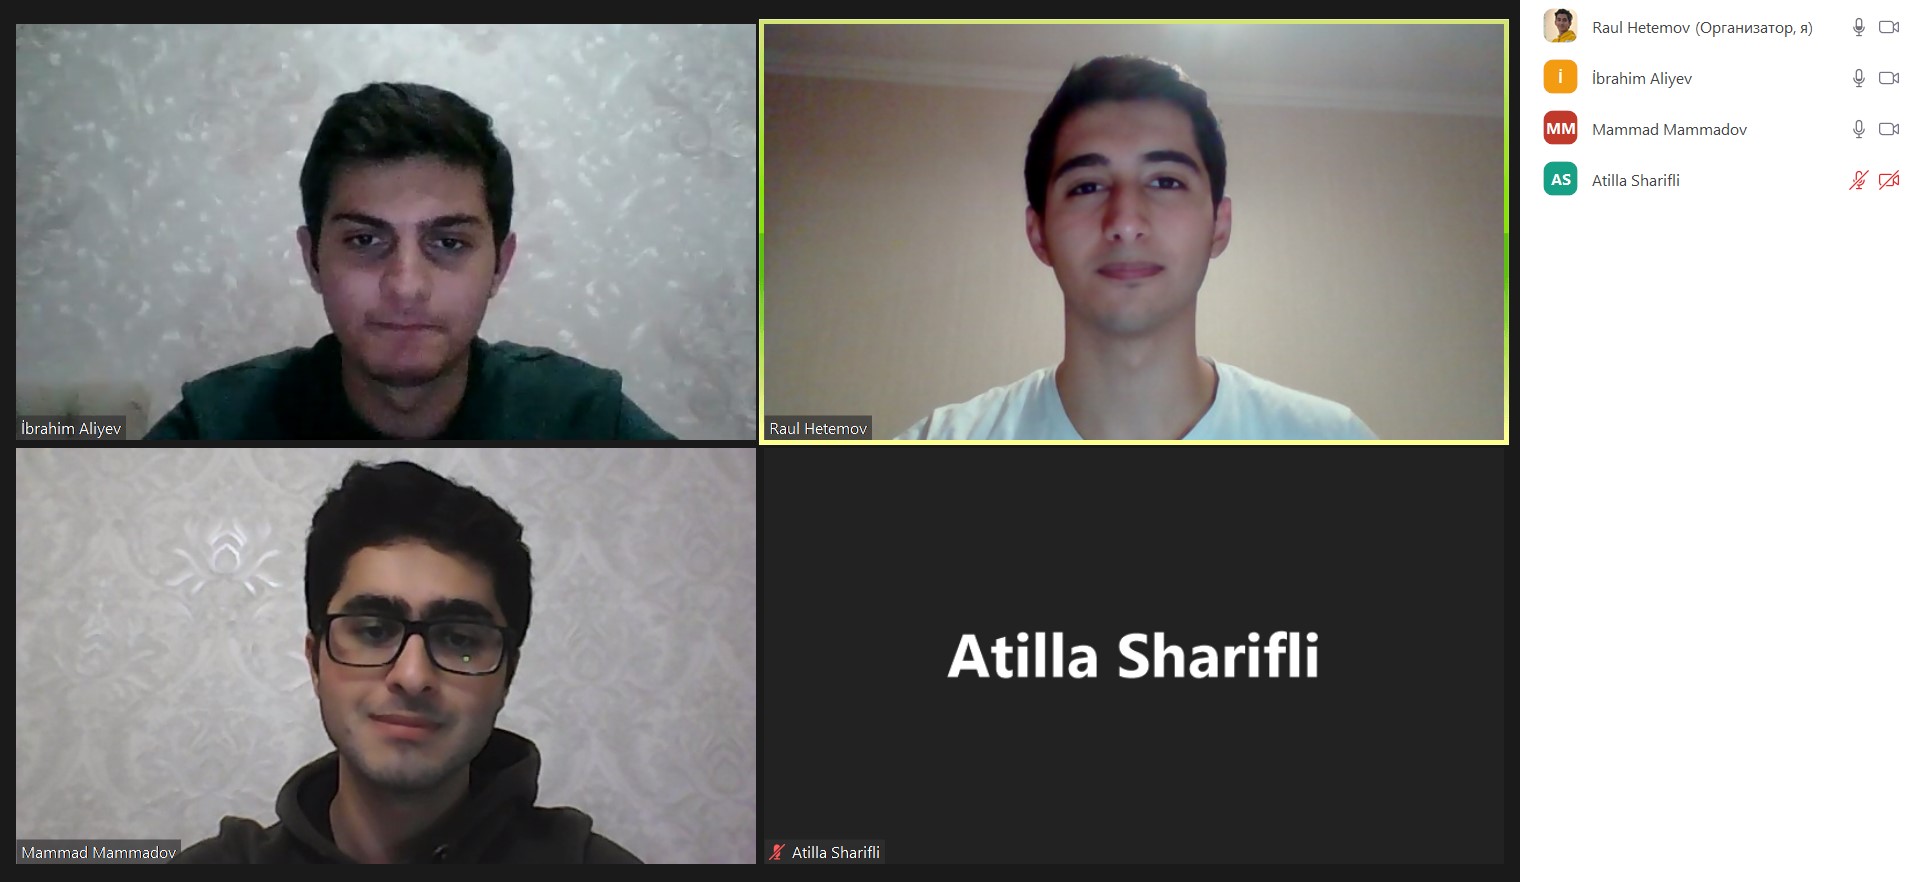 İbrahim Aliyev
Raul Hetemov
Mammad Mammadov
Atilla Sharifli
Atilla Sharifli
Raul Hetemov (Организатор, я)
i
İbrahim Aliyev
MM
Mammad Mammadov
AS
Atilla Sharifli